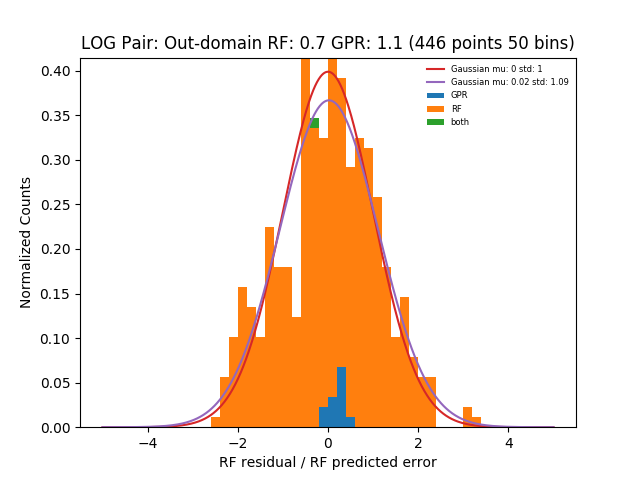 LOG Pair: Out-domain RF: 0.7 GPR: 1.1 (446 points 50 bins)
Gaussian mu: 0 std: 1
Gaussian mu: 0.02 std: 1.09
GPR
RF
both
Normalized Counts
0.40
0.35
0.30
0.25
0.20
0.15
0.10
0.05
0.00
−4
−2
0
2
4
RF residual / RF predicted error